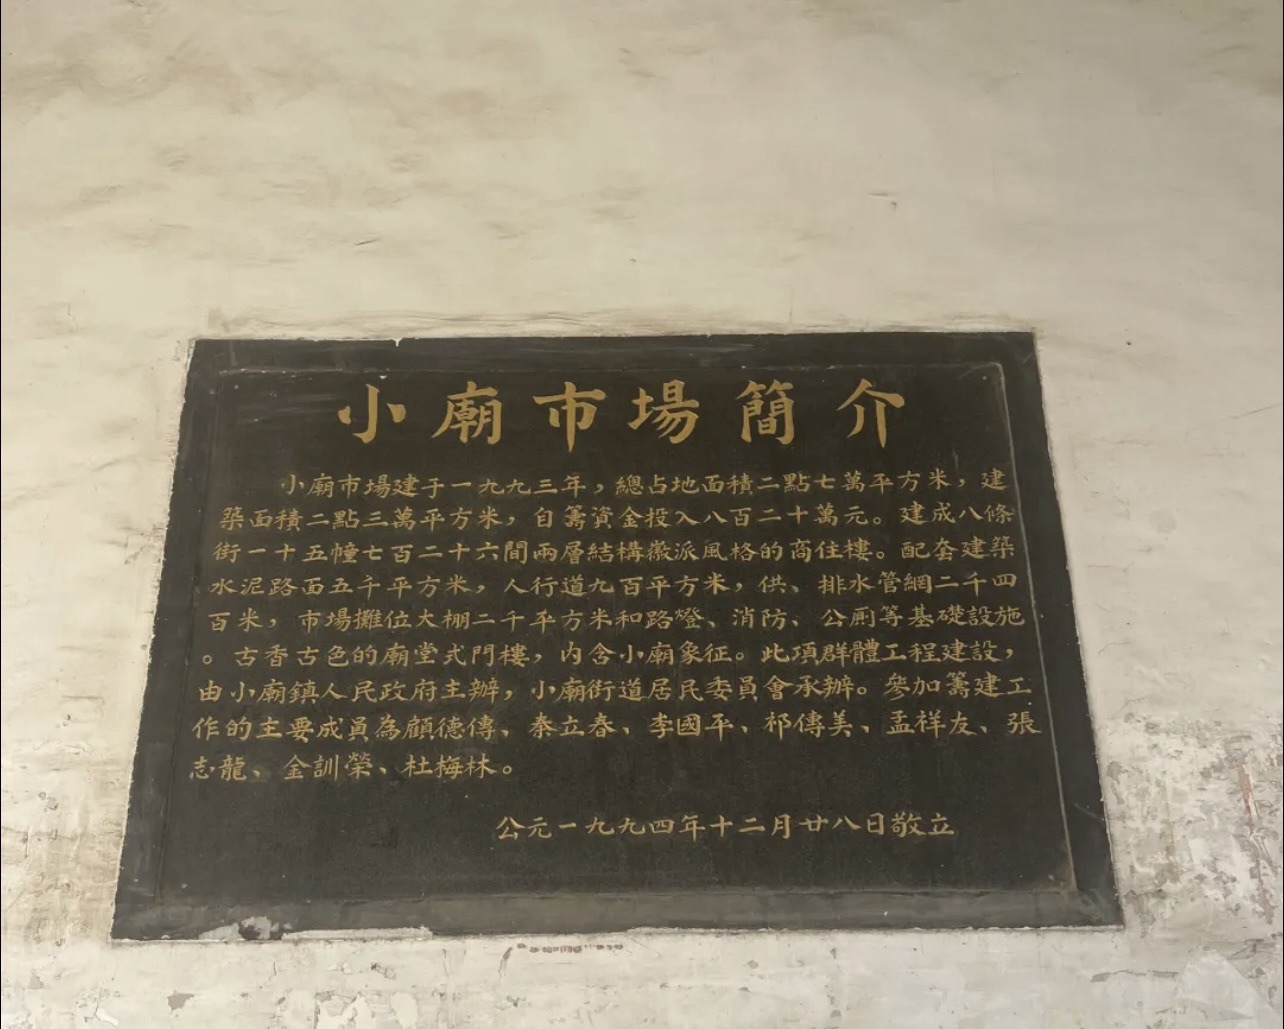 小廟市場簡介
小廟市場建于一九九三年，總占地面積二點七萬平方米，建
築面積二點三萬平方米，自籌資金投入八百二十萬元。建成八條
街一十五幢七百二十六間兩層結構徽派風格的商住樓。配套建築
水泥路面五千平方米，人行道九百平方米，供、排水管網二千四
百米，市場攤位大棚二千平方米和路燈、消防、公厠等基礎設施
。古香古色的廟堂式門樓，内含小廟象征。此項群體工程建設，
由小廟鎮人民政府主辦，小廟街道居民委員會承辦。參加籌建工
作的主要成員為顧德傳、秦立春、李國平、祁傳美、孟祥友、張
志龍、金訓榮、杜梅林。
公元一九九四年十二月廿八日敬立